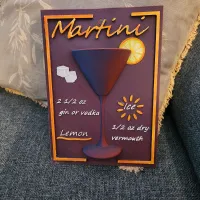 Martini
2 1/2 oz
gin or vodka
Lemon
Ice
1/2 oz dry
vermouth